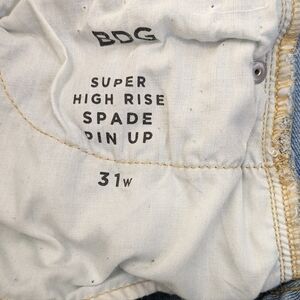 BDG
SUPER
HIGH RISE
SPADE
PIN UP
31W